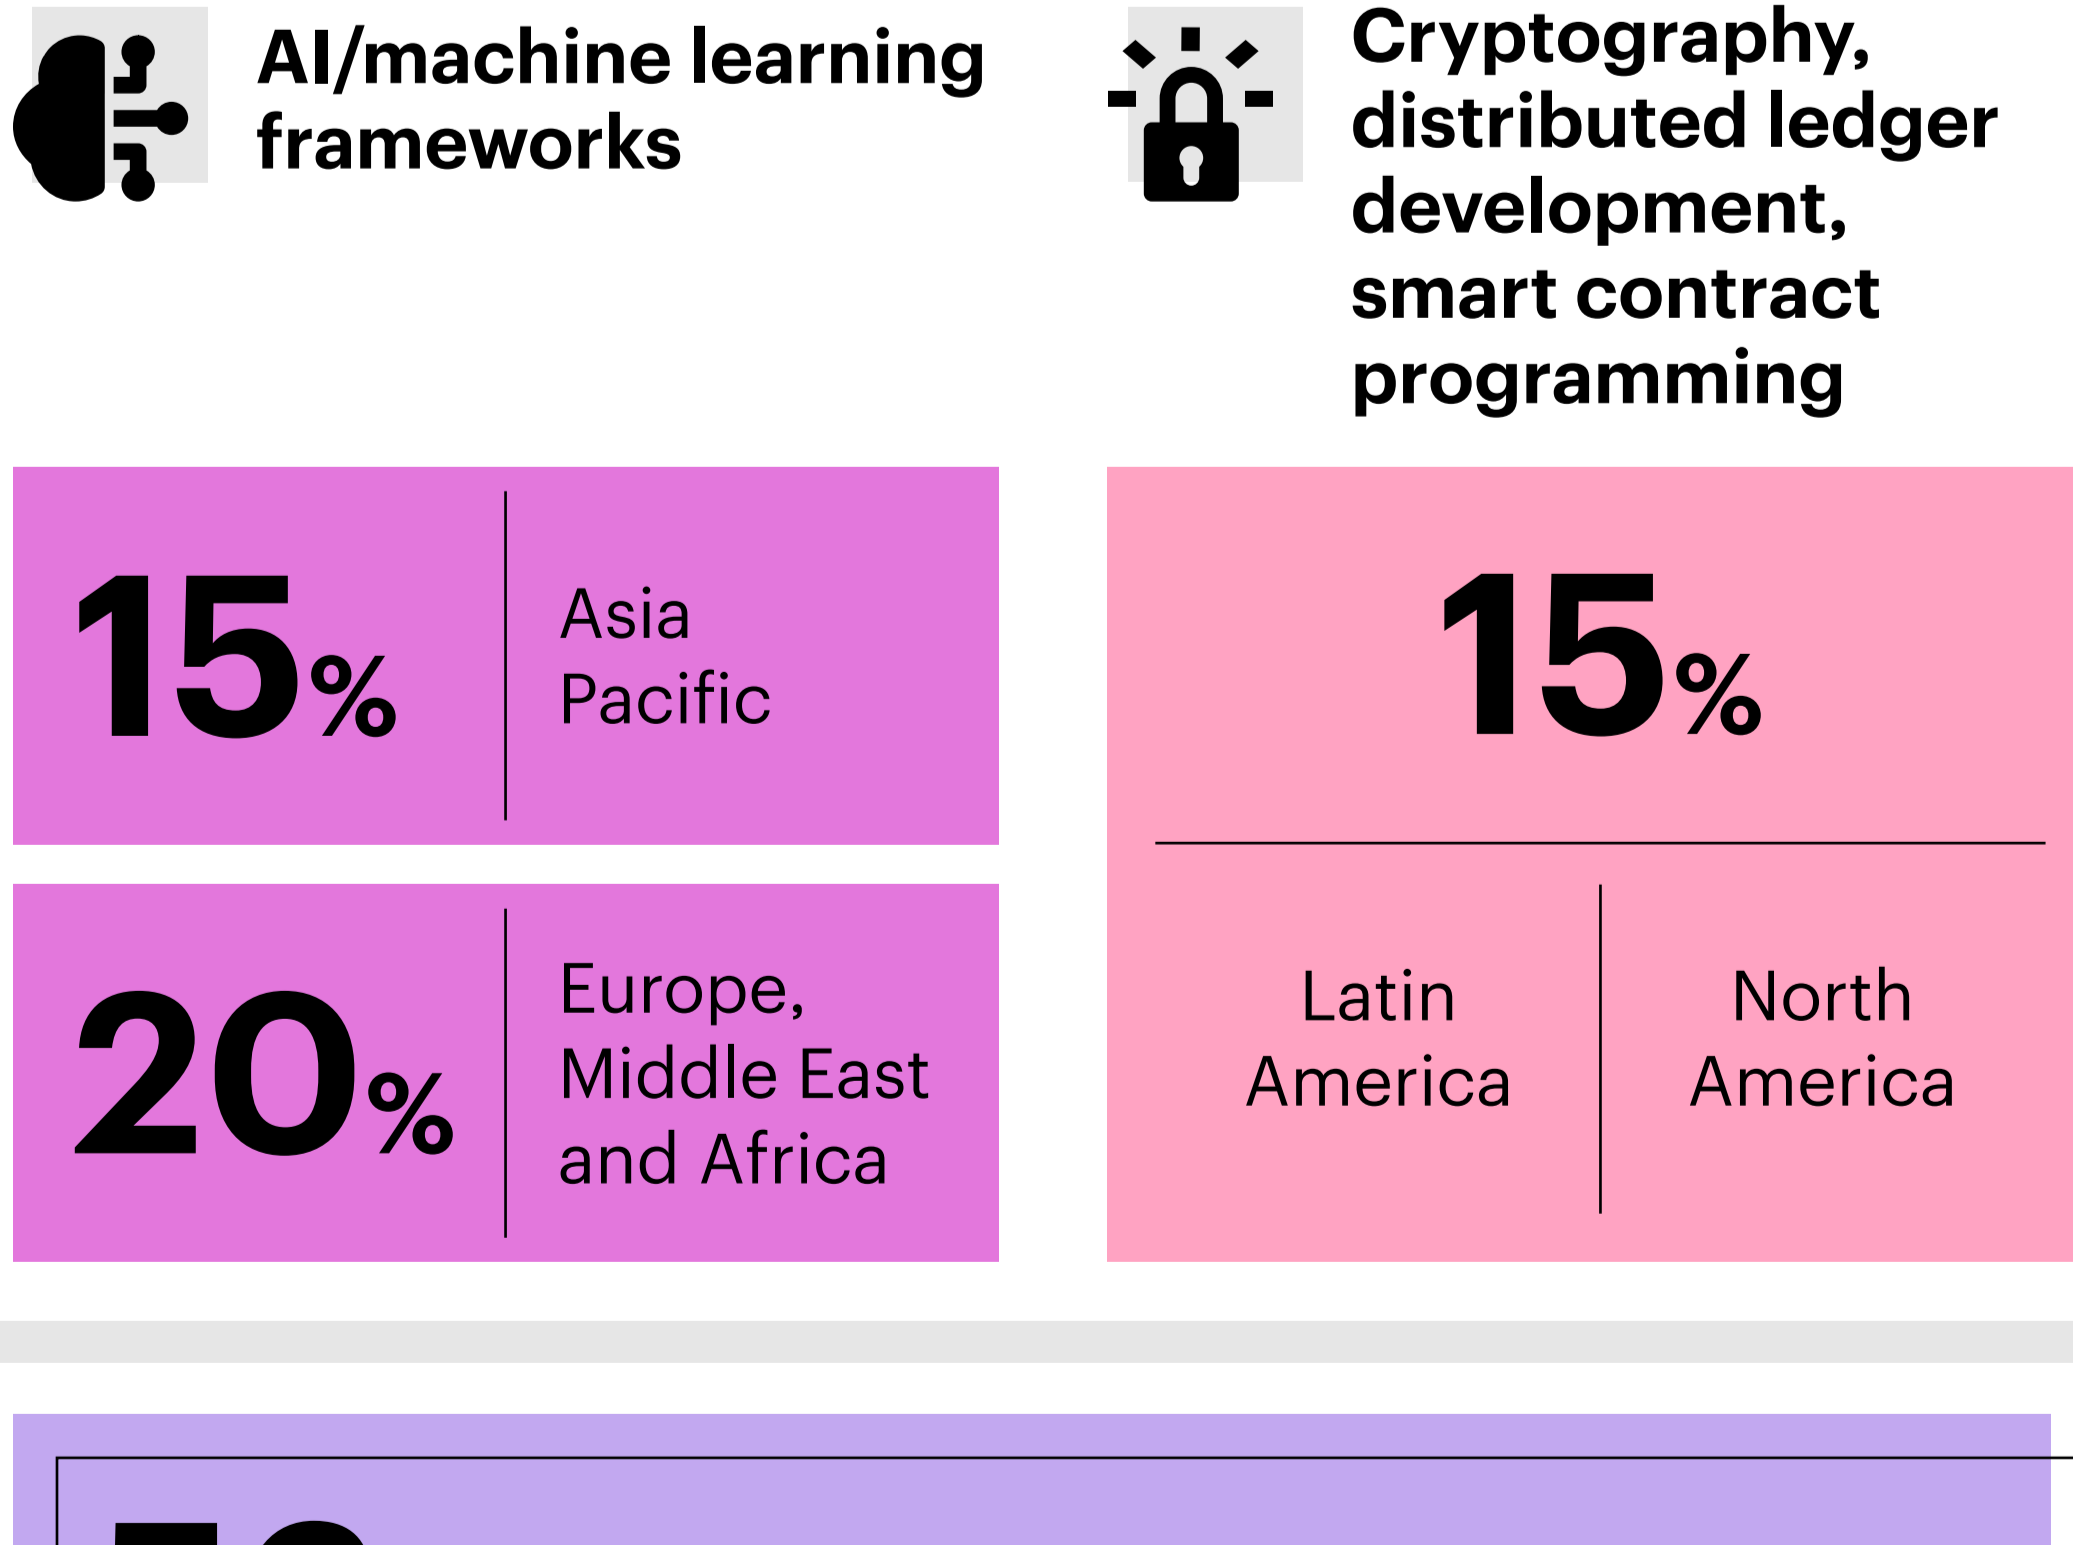 AI/machine learning
frameworks
Cryptography,
distributed ledger
development,
smart contract
programming
15%
Asia
Pacific
20%
Europe,
Middle East
and Africa
15%
Latin
America
North
America